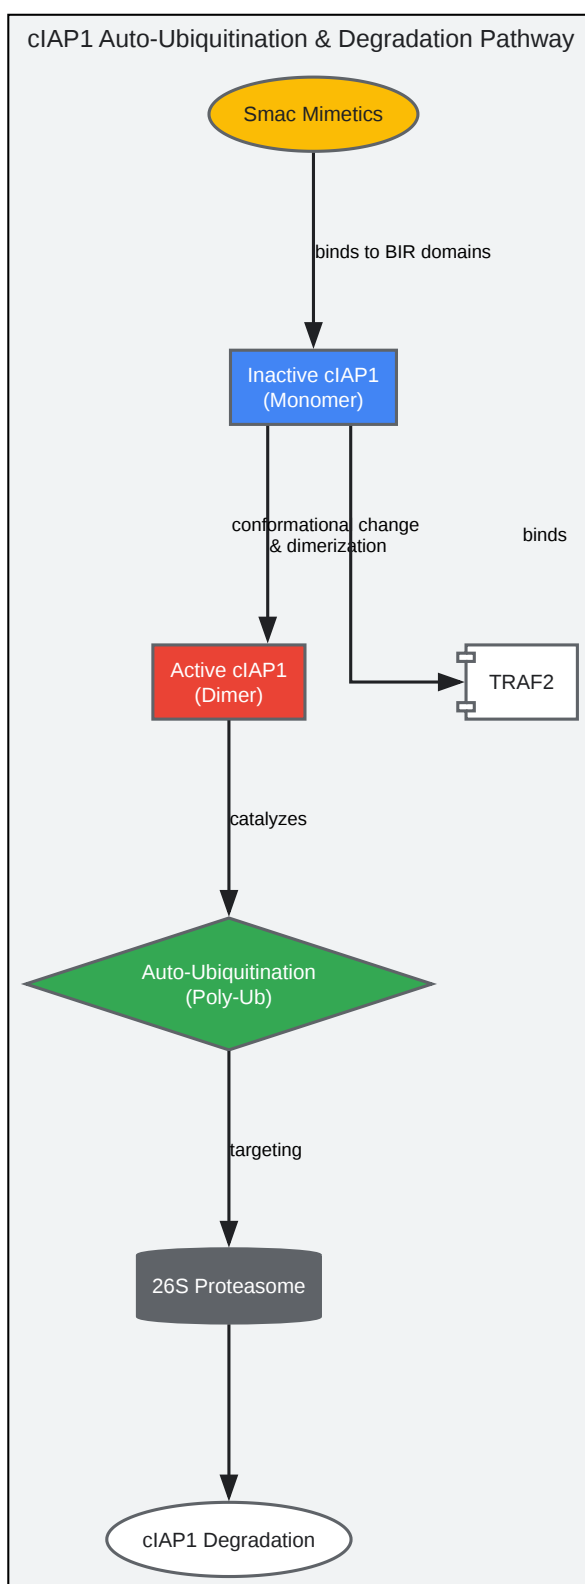 cIAP1 Auto-Ubiquitination & Degradation Pathway
Smac Mimetics
binds to BIR domains
Inactive cIAP1
(Monomer)
conformational change
& dimerization
binds
Active cIAP1
(Dimer)
TRAF2
catalyzes
Auto-Ubiquitination
(Poly-Ub)
targeting
26S Proteasome
cIAP1 Degradation